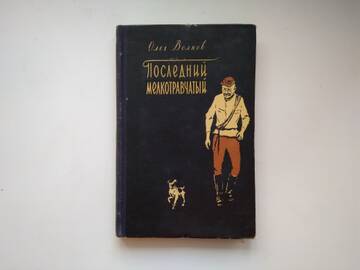 Олег Волков
Последний
мелкотравчатый